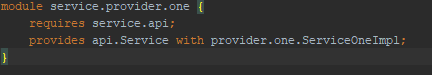 module service.provider.one {
    requires service.api;
    provides api.Service with provider.one.ServiceOneImpl;
}